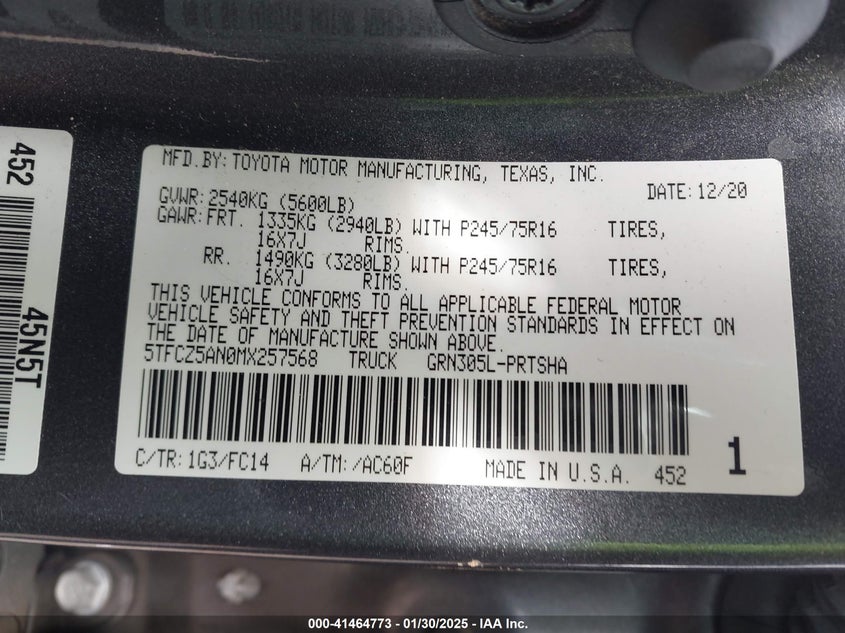 MFD.BY: TOYOTA MOTOR MANUFACTURING, TEXAS, INC.
DATE: 12/20
GVWR: 2540KG (5600LB)
GAWR: FRT. 1335KG (2940LB) WITH P245/75R16 TIRES,
16X7J RIMS.
RR. 1490KG (3280LB) WITH P245/75R16 TIRES,
16X7J RIMS.
THIS VEHICLE CONFORMS TO ALL APPLICABLE FEDERAL MOTOR
VEHICLE SAFETY AND THEFT PREVENTION STANDARDS IN EFFECT ON
THE DATE OF MANUFACTURE SHOWN ABOVE.
5TFCZ5AN0MX257568 TRUCK GRN305L-PRTSHA
C/TR: 1G3/FC14 A/TM: /AC60F MADE IN U.S.A. 452 1
452 45N5T
000-41464773 - 01/30/2025 - IAA Inc.